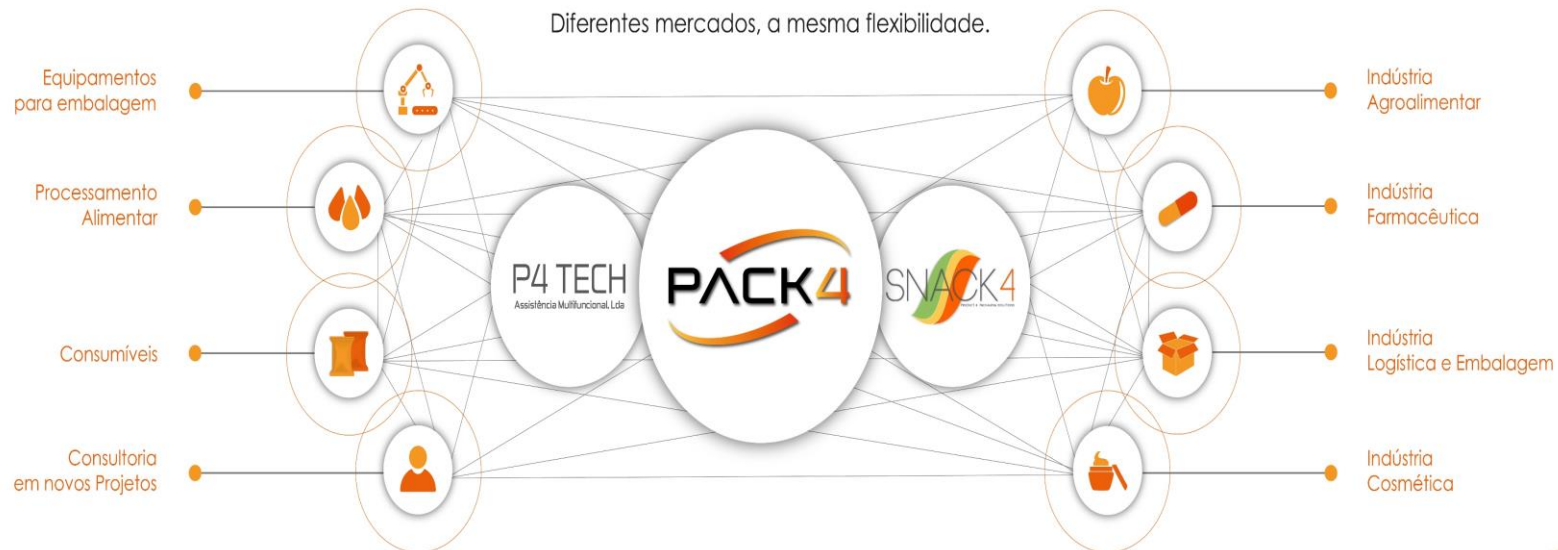 Diferentes mercados, a mesma flexibilidade.
Equipamentos
para embalagem
Processamento
Alimentar
Consumíveis
Consultoria
em novos Projetos
P4 TECH
Assistência Multifuncional, Lda
PACK4
SNACK4
Indústria
Agroalimentar
Indústria
Farmacêutica
Indústria
Logística e Embalagem
Indústria
Cosmética